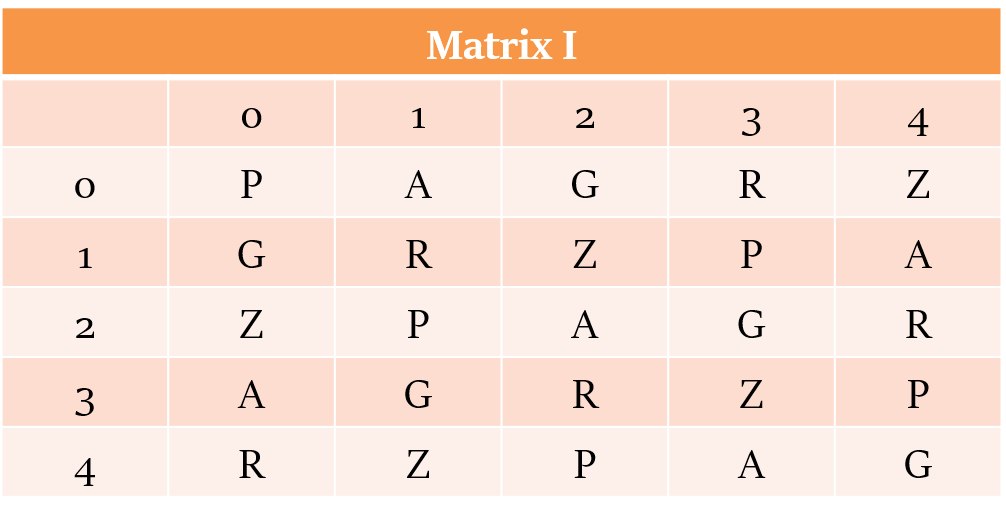 Matrix I
0 1 2 3 4
0 P A G R Z
1 G R Z P A
2 Z P A G R
3 A G R Z P
4 R Z P A G